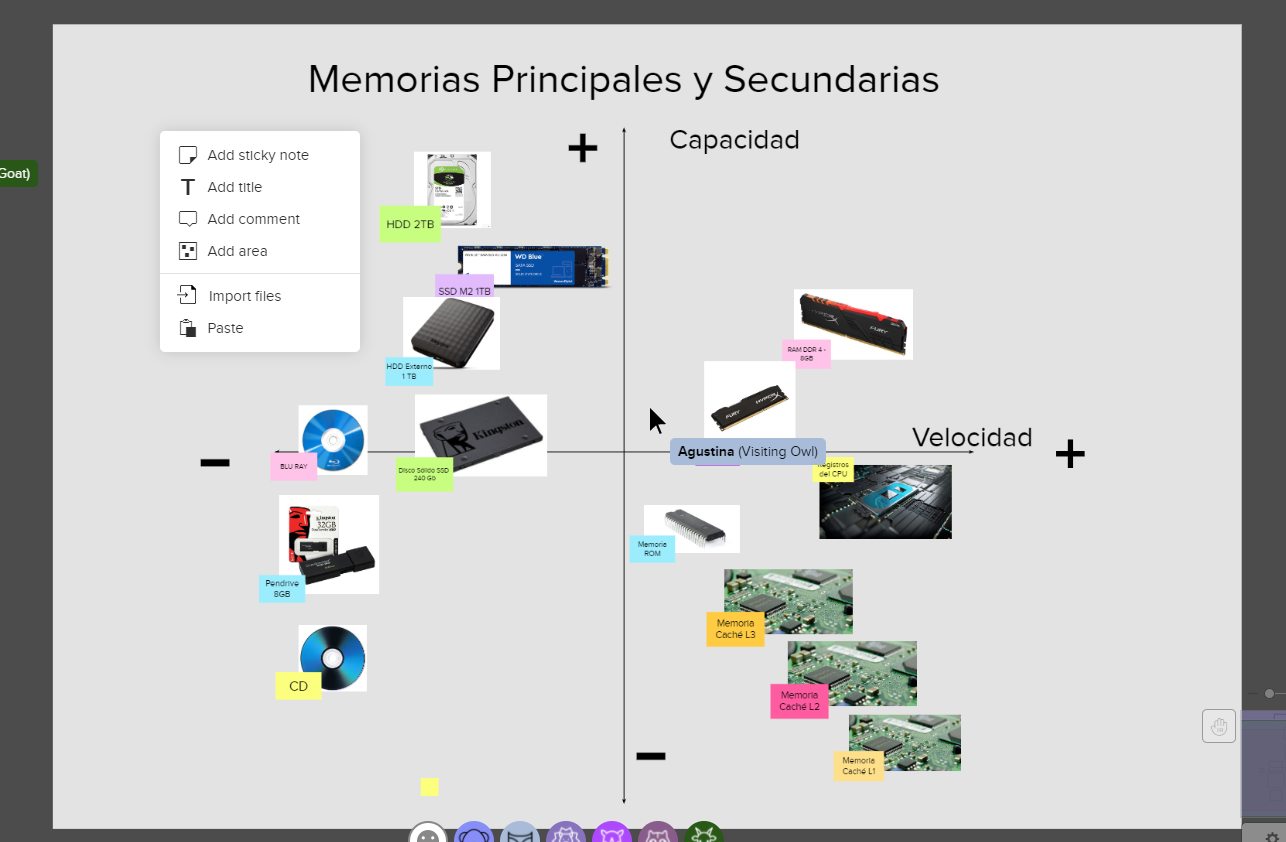 Memorias Principales y Secundarias
Goat)
Add sticky note
Add title
Add comment
Add area
Import files
Paste
+
Capacidad
HDD 2TB
WD Blue
SSD M2 1TB
HDD Externo
1 TB
RAM DDR 4 -
8GB
FURY
FURY
HYPERX
Velocidad
+
Agustina (Visiting Owl)
Kingston
BLU RAY
Disco Sólido SSD
240 Gb
Registros
del CPU
32GB
Pendrive
8GB
Memoria
ROM
Memoria
Caché L3
Memoria
Caché L2
Memoria
Caché L1
CD